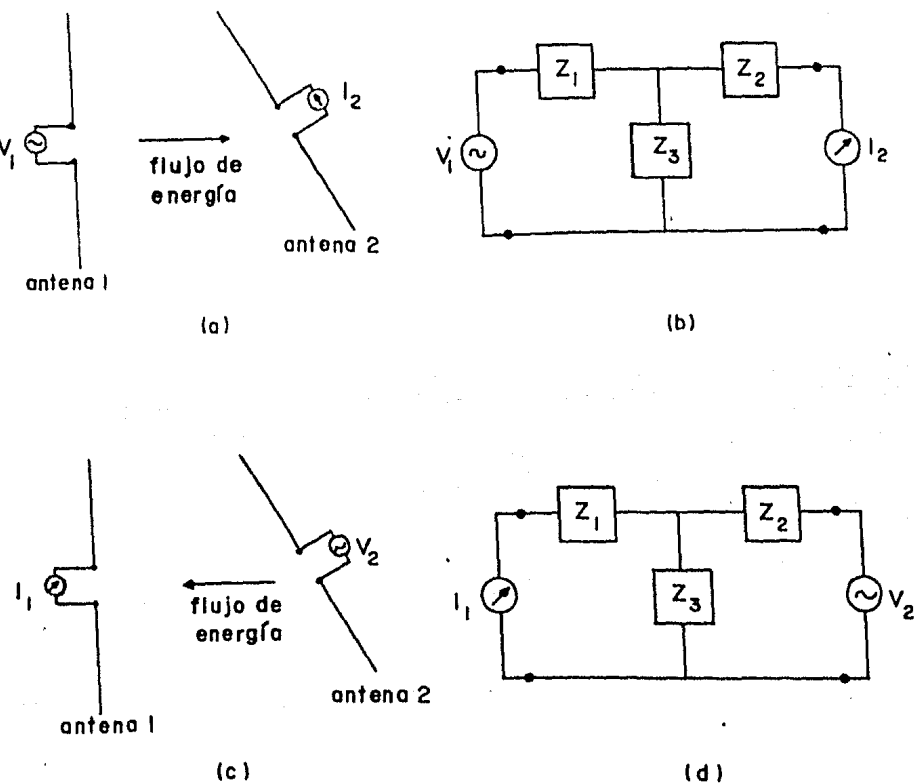 V1
I2
flujo de
energía
antena 1
antena 2
(a)
Z1
Z2
Z3
V1
I2
(b)
I1
V2
flujo de
energía
antena 1
antena 2
(c)
Z1
Z2
Z3
I1
V2
(d)